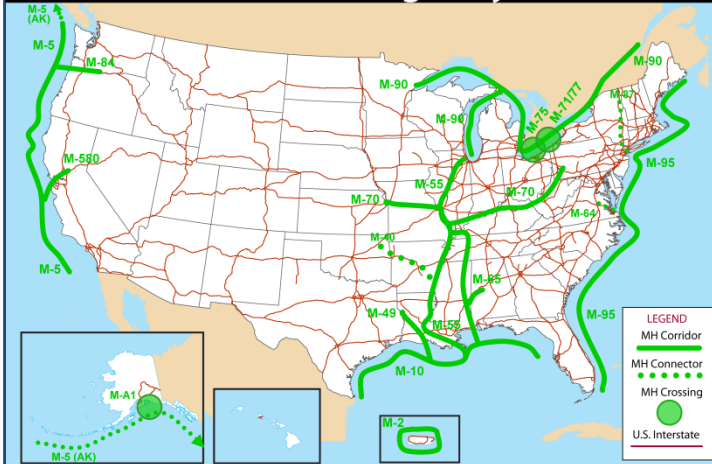 M-5
(AK)
M-5
M-84
M-580
M-5
M-90
M-90
M-75
M-71/77
M-90
M-87
M-95
M-55
M-70
M-70
M-64
M-40
M-65
M-49
M-55
M-10
M-95
M-A1
M-5 (AK)
M-2
LEGEND
MH Corridor
MH Connector
MH Crossing
U.S. Interstate